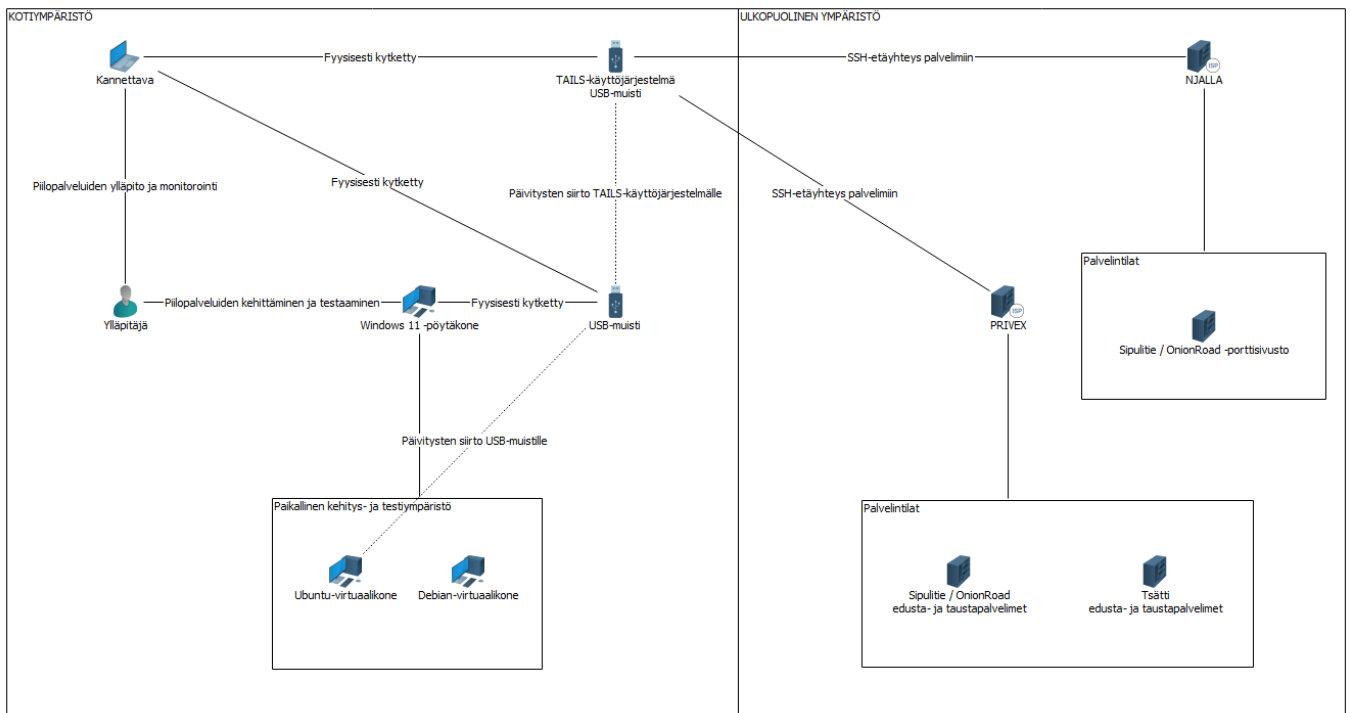 KOTIYMPÄRISTÖ
ULKOPUOLINEN YMPÄRISTÖ
Kannettava
Fyysisesti kytketty
TAILS-käyttöjärjestelmä
USB-muisti
SSH-etäyhteys palvelimiin
ISP
NJALLA
Piilopalveluiden ylläpito ja monitorointi
Fyysisesti kytketty
Päivitysten siirto TAILS-käyttöjärjestelmälle
SSH-etäyhteys palvelimiin
Ylläpitäjä
Piilopalveluiden kehittäminen ja testaaminen
Windows 11 -pöytäkone
Fyysisesti kytketty
USB-muisti
ISP
PRIVEX
Palvelintilat
Sipulitie / OnionRoad -porttisivusto
Päivitysten siirto USB-muistille
Paikallinen kehitys- ja testiympäristö
Ubuntu-virtuaalikone
Debian-virtuaalikone
Palvelintilat
Sipulitie / OnionRoad
edusta- ja taustapalvelimet
Tsätti
edusta- ja taustapalvelimet